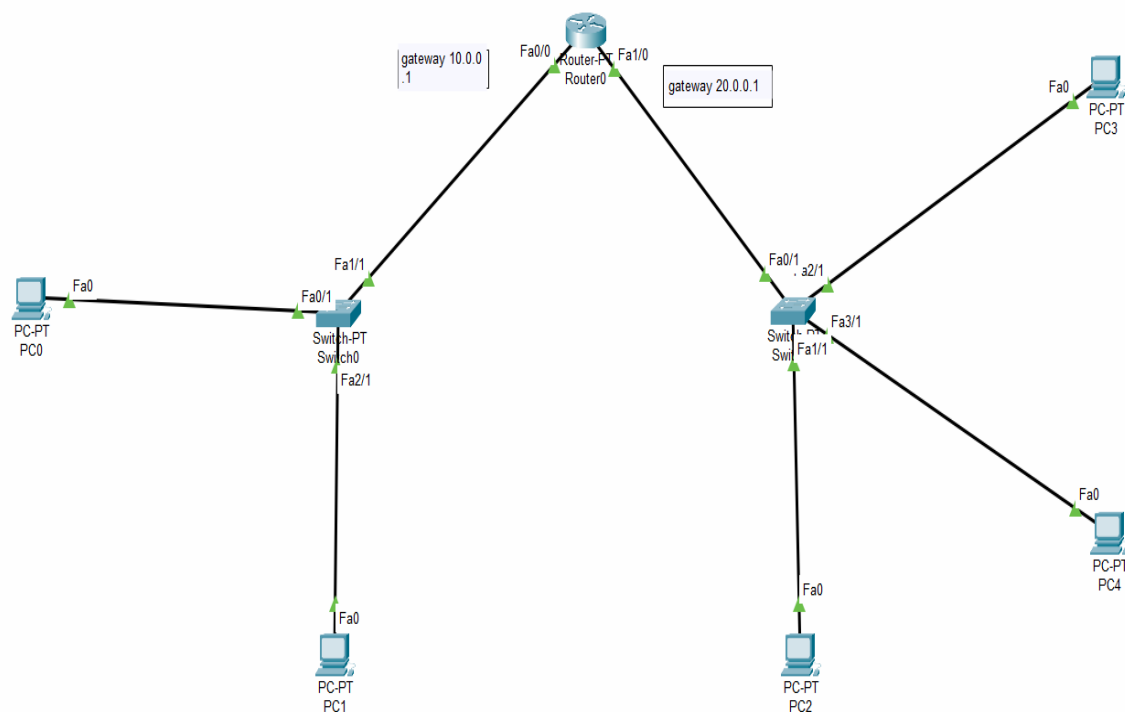 Fa0/0
Fa1/0
Router-PT
Router0
gateway 10.0.0
.1
gateway 20.0.0.1
Fa0
PC-PT
PC3
Fa1/1
Fa0/1
Fa0
Fa0/1
PC-PT
PC0
Switch-PT
Switch0
Fa2/1
a2/1
Fa3/1
Fa1/1
Fa0
PC-PT
PC4
Fa0
PC-PT
PC1
Fa0
PC-PT
PC2